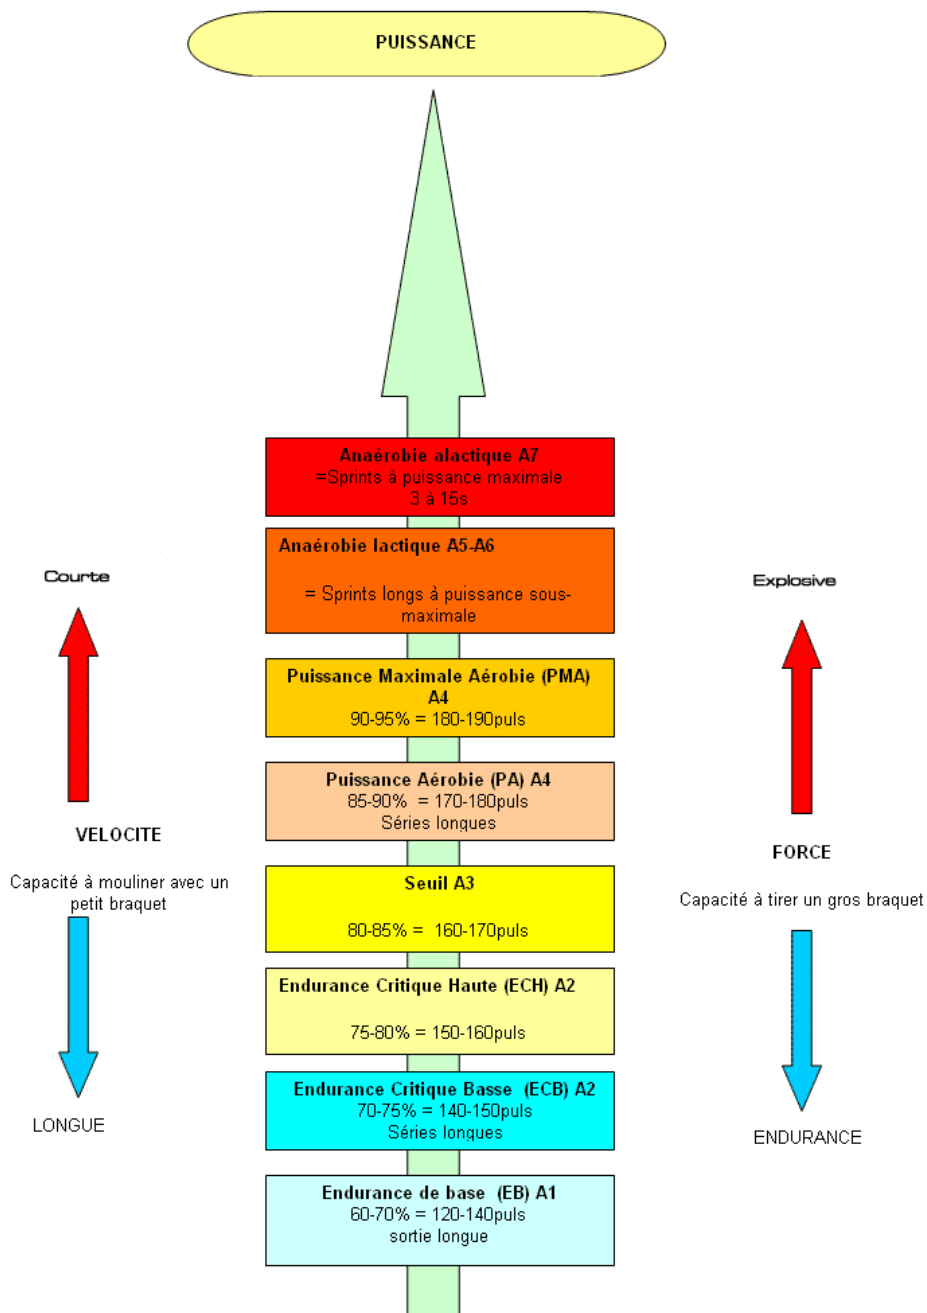 PUISSANCE
Anaérobie alactique A7
=Sprints à puissance maximale
3 à 15s
Anaérobie lactique A5-A6
= Sprints longs à puissance sous-
maximale
Puissance Maximale Aérobie (PMA)
A4
90-95% = 180-190puls
Puissance Aérobie (PA) A4
85-90% = 170-180puls
Séries longues
Seuil A3
80-85% = 160-170puls
Endurance Critique Haute (ECH) A2
75-80% = 150-160puls
Endurance Critique Basse (ECB) A2
70-75% = 140-150puls
Séries longues
Endurance de base (EB) A1
60-70% = 120-140puls
sortie longue
Courte
VELOCITE
Capacité à mouliner avec un
petit braquet
LONGUE
Explosive
FORCE
Capacité à tirer un gros braquet
ENDURANCE